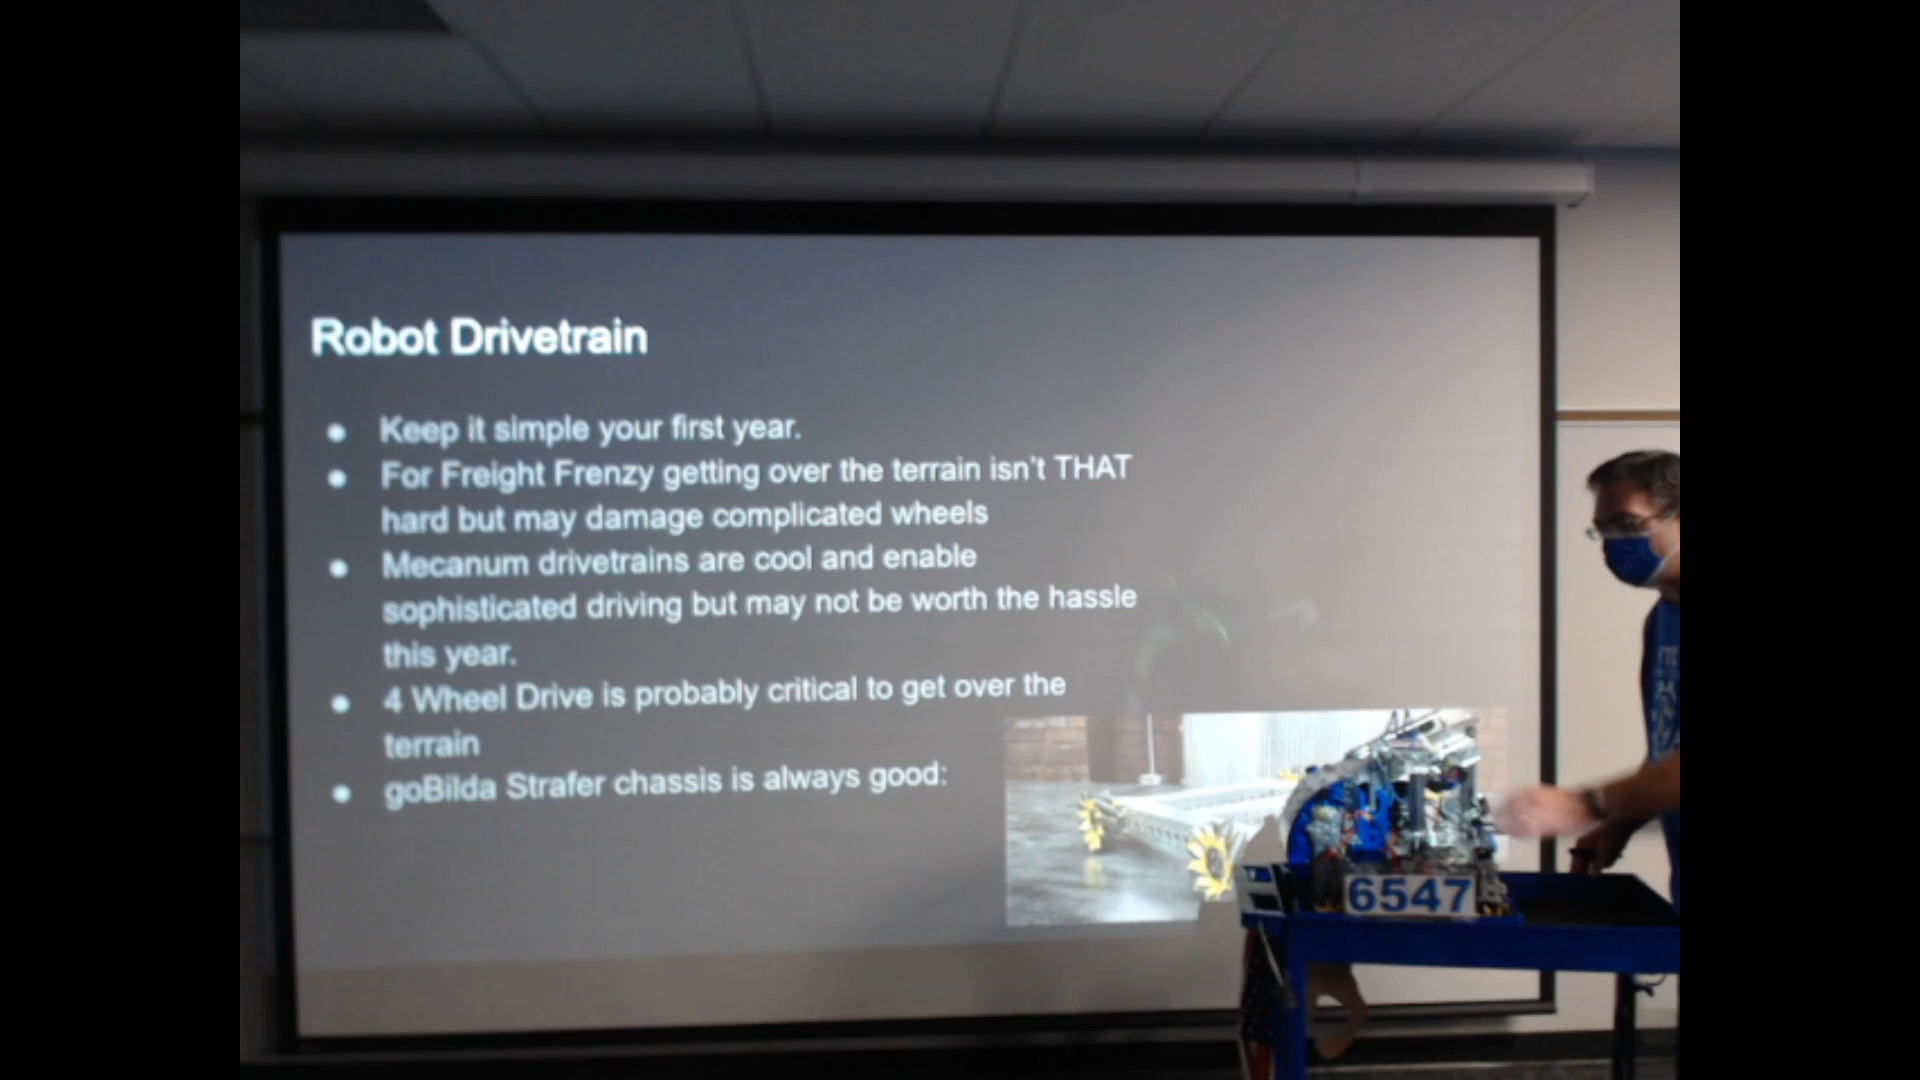 Robot Drivetrain
● Keep it simple your first year.
● For Freight Frenzy getting over the terrain isn't THAT
hard but may damage complicated wheels
● Mecanum drivetrains are cool and enable
sophisticated driving but may not be worth the hassle
this year.
● 4 Wheel Drive is probably critical to get over the
terrain
● goBilda Strafer chassis is always good:
6547